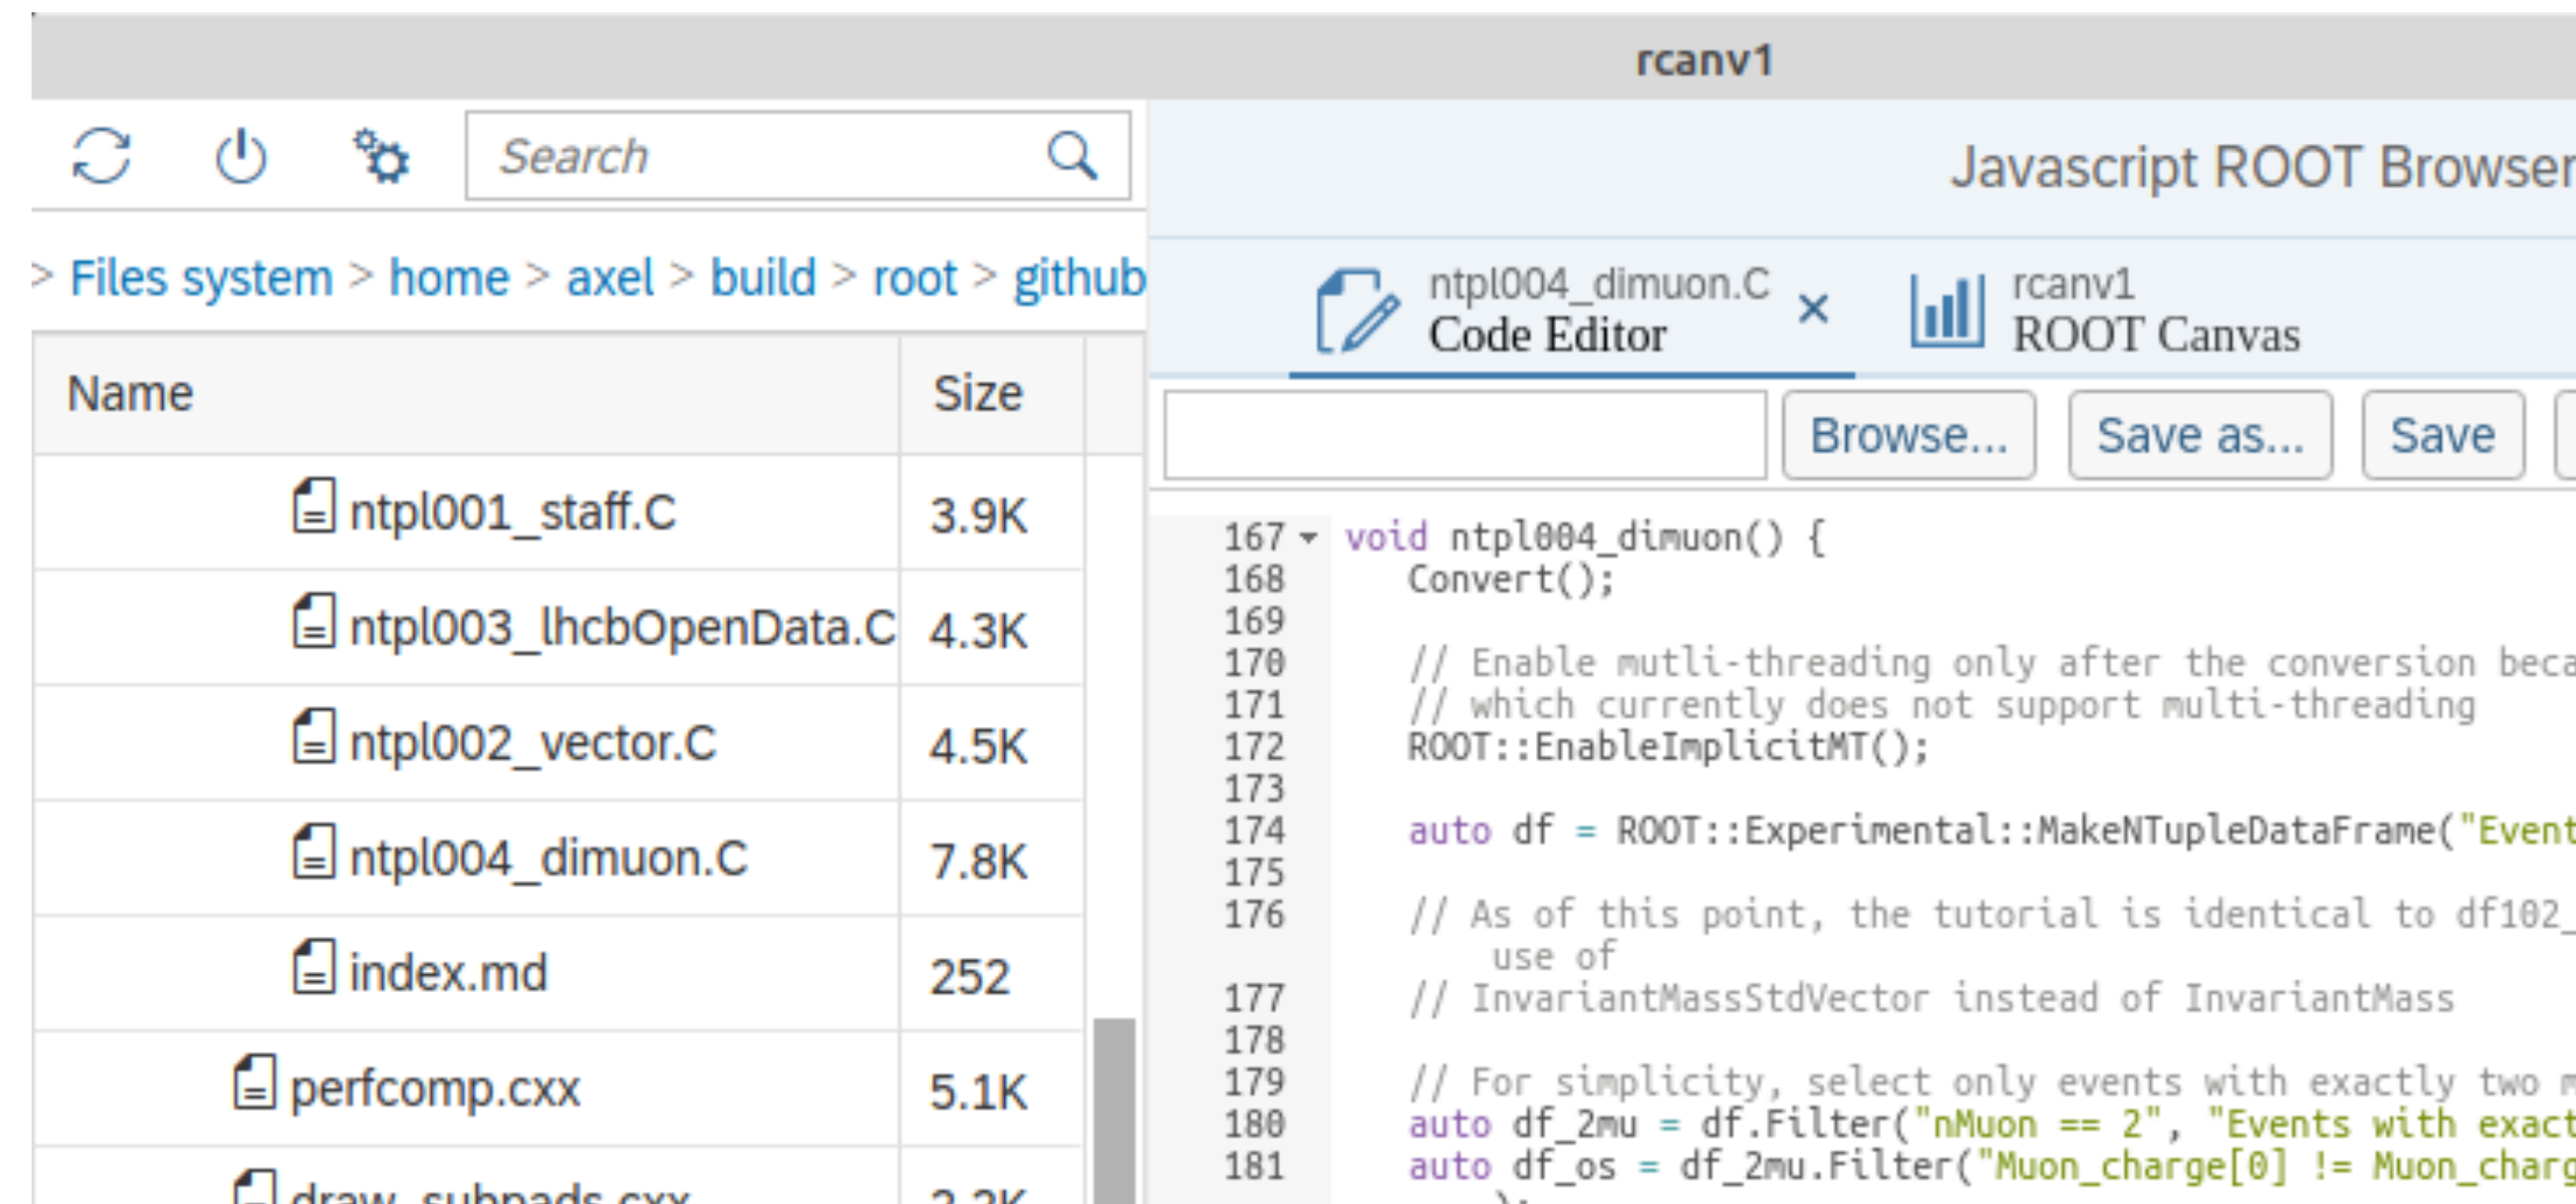 rcanv1
Search
> Files system > home > axel > build > root > github
Name Size
ntpl001_staff.C 3.9K
ntpl003_lhcbOpenData.C 4.3K
ntpl002_vector.C 4.5K
ntpl004_dimuon.C 7.8K
index.md 252
perfcomp.cxx 5.1K
draw_subpads.cxx
Javascript ROOT Browser
ntpl004_dimuon.C
Code Editor
rcanv1
ROOT Canvas
Browse... Save as... Save
167 void ntpl004_dimuon() {
168 Convert();
169
170 // Enable mutli-threading only after the conversion beca
171 // which currently does not support multi-threading
172 ROOT::EnableImplicitMT();
173
174 auto df = ROOT::Experimental::MakeNTupleDataFrame("Event
175
176 // As of this point, the tutorial is identical to df102_
use of
177 // InvariantMassStdVector instead of InvariantMass
178
179 // For simplicity, select only events with exactly two
180 auto df_2mu = df.Filter("nMuon == 2", "Events with exact
181 auto df_os = df_2mu.Filter("Muon_charge[0] != Muon_charg
);